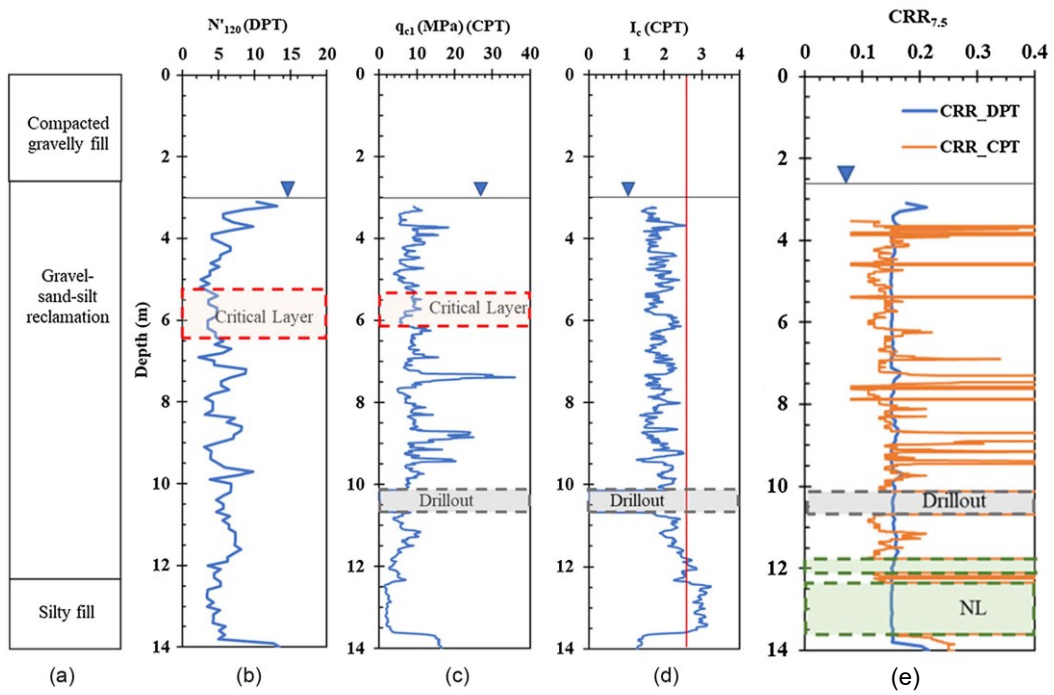 N'120 (DPT)
0 5 10 15 20
qc1 (MPa) (CPT)
0 10 20 30 40
Ic (CPT)
0 1 2 3 4
CRR7.5
0 0.1 0.2 0.3 0.4
Compacted
gravelly fill
Gravel-
sand-silt
reclamation
Silty fill
(a)
Depth (m)
0
2
4
6
8
10
12
14
Critical Layer
(b)
0
2
4
6
8
10
12
14
Critical Layer
Drillout
(c)
0
2
4
6
8
10
12
14
Drillout
(d)
0
2
4
6
8
10
12
14
CRR_DPT
CRR_CPT
Drillout
NL
(e)